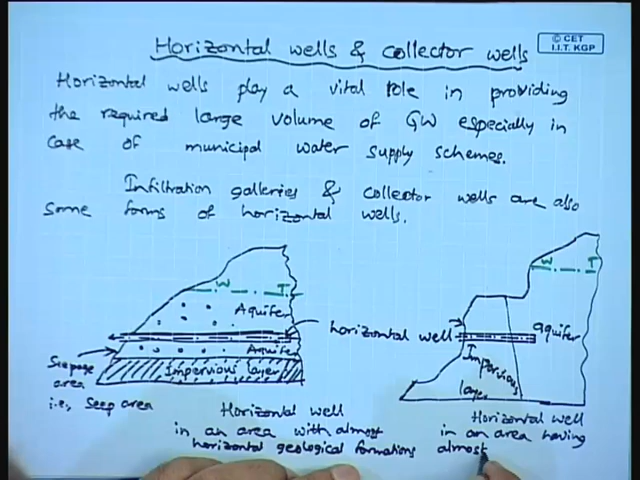 © CET
I.I.T. KGP
Horizontal wells & collector wells
Horizontal wells play a vital role in providing
the required large volume of GW especially in
case of municipal water supply schemes.
Infiltration galleries & collector wells are also
some forms of horizontal wells.
W T
Aquifer
Aquifer
Impervious layer
Seepage
area
i.e., Seep area
horizontal well
W T
aquifer
Impervious
layer
Horizontal well
in an area with almost
horizontal geological formations
Horizontal well
in an area having
almost